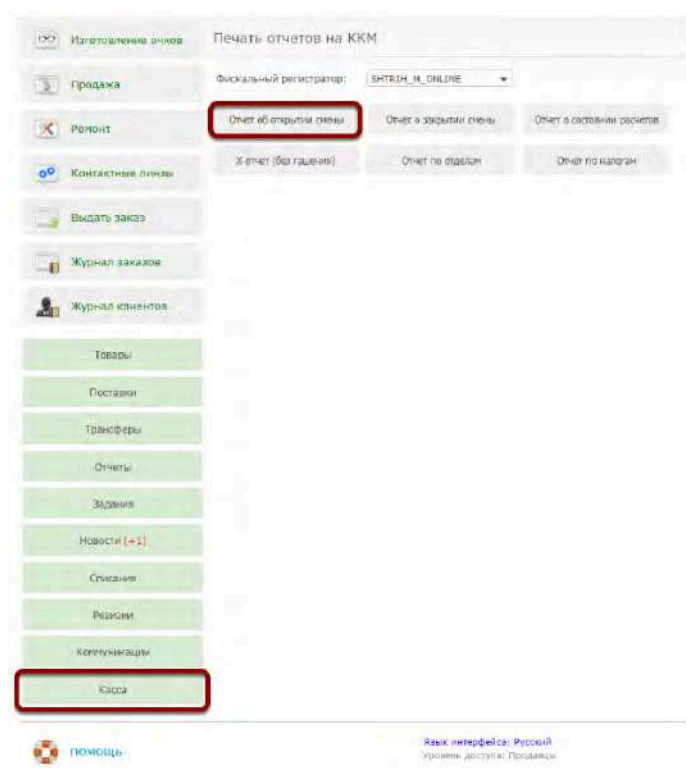 Изготовление очков
Печать отчетов на ККМ
Продажа
Фискальный регистратор: SHTRIH_M_ONLINE
Отчет об открытии смены
Отчет о закрытии смены
Отчет о состоянии расчетов
Ремонт
X-отчет (без гашения)
Отчет по отделам
Отчет по налогам
Контактные линзы
Выдать заказ
Журнал заказов
Журнал клиентов
Товары
Поставки
Трансферы
Отчеты
Задания
Новости (+1)
Списания
Ревизии
Коммуникации
Касса
помощь
Язык интерфейса: Русский
Уровень доступа: Продавцы